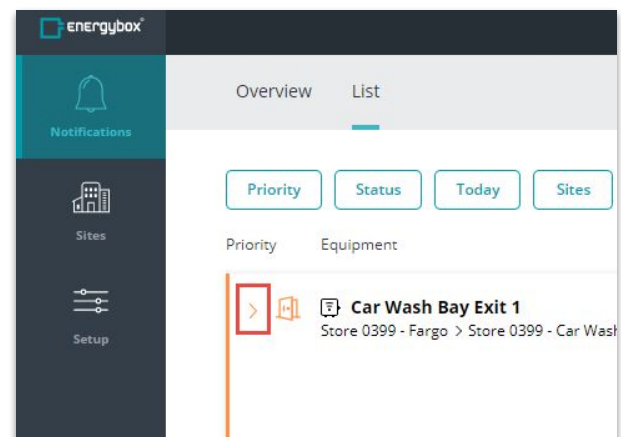 energybox
Overview List
Notifications
Priority Status Today Sites
Sites
Priority Equipment
Car Wash Bay Exit 1
Store 0399 - Fargo > Store 0399 - Car Wash
Setup